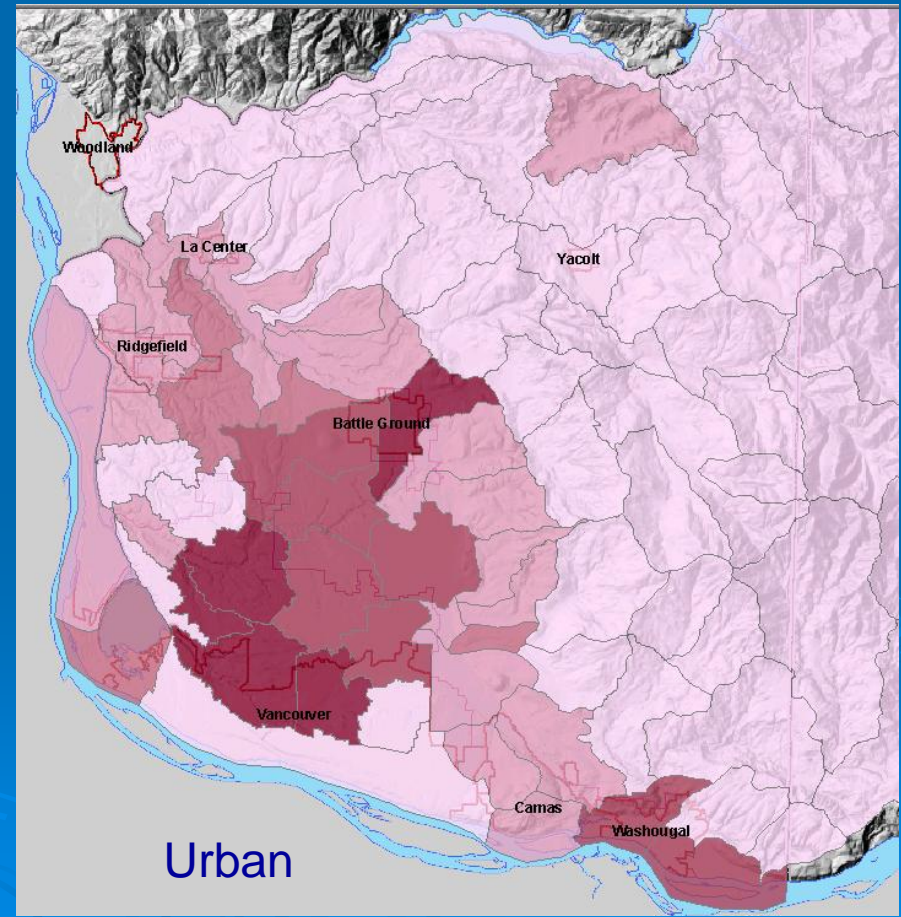 Woodland
La Center
Yacolt
Ridgefield
Battle Ground
Vancouver
Camas
Washougal
Urban